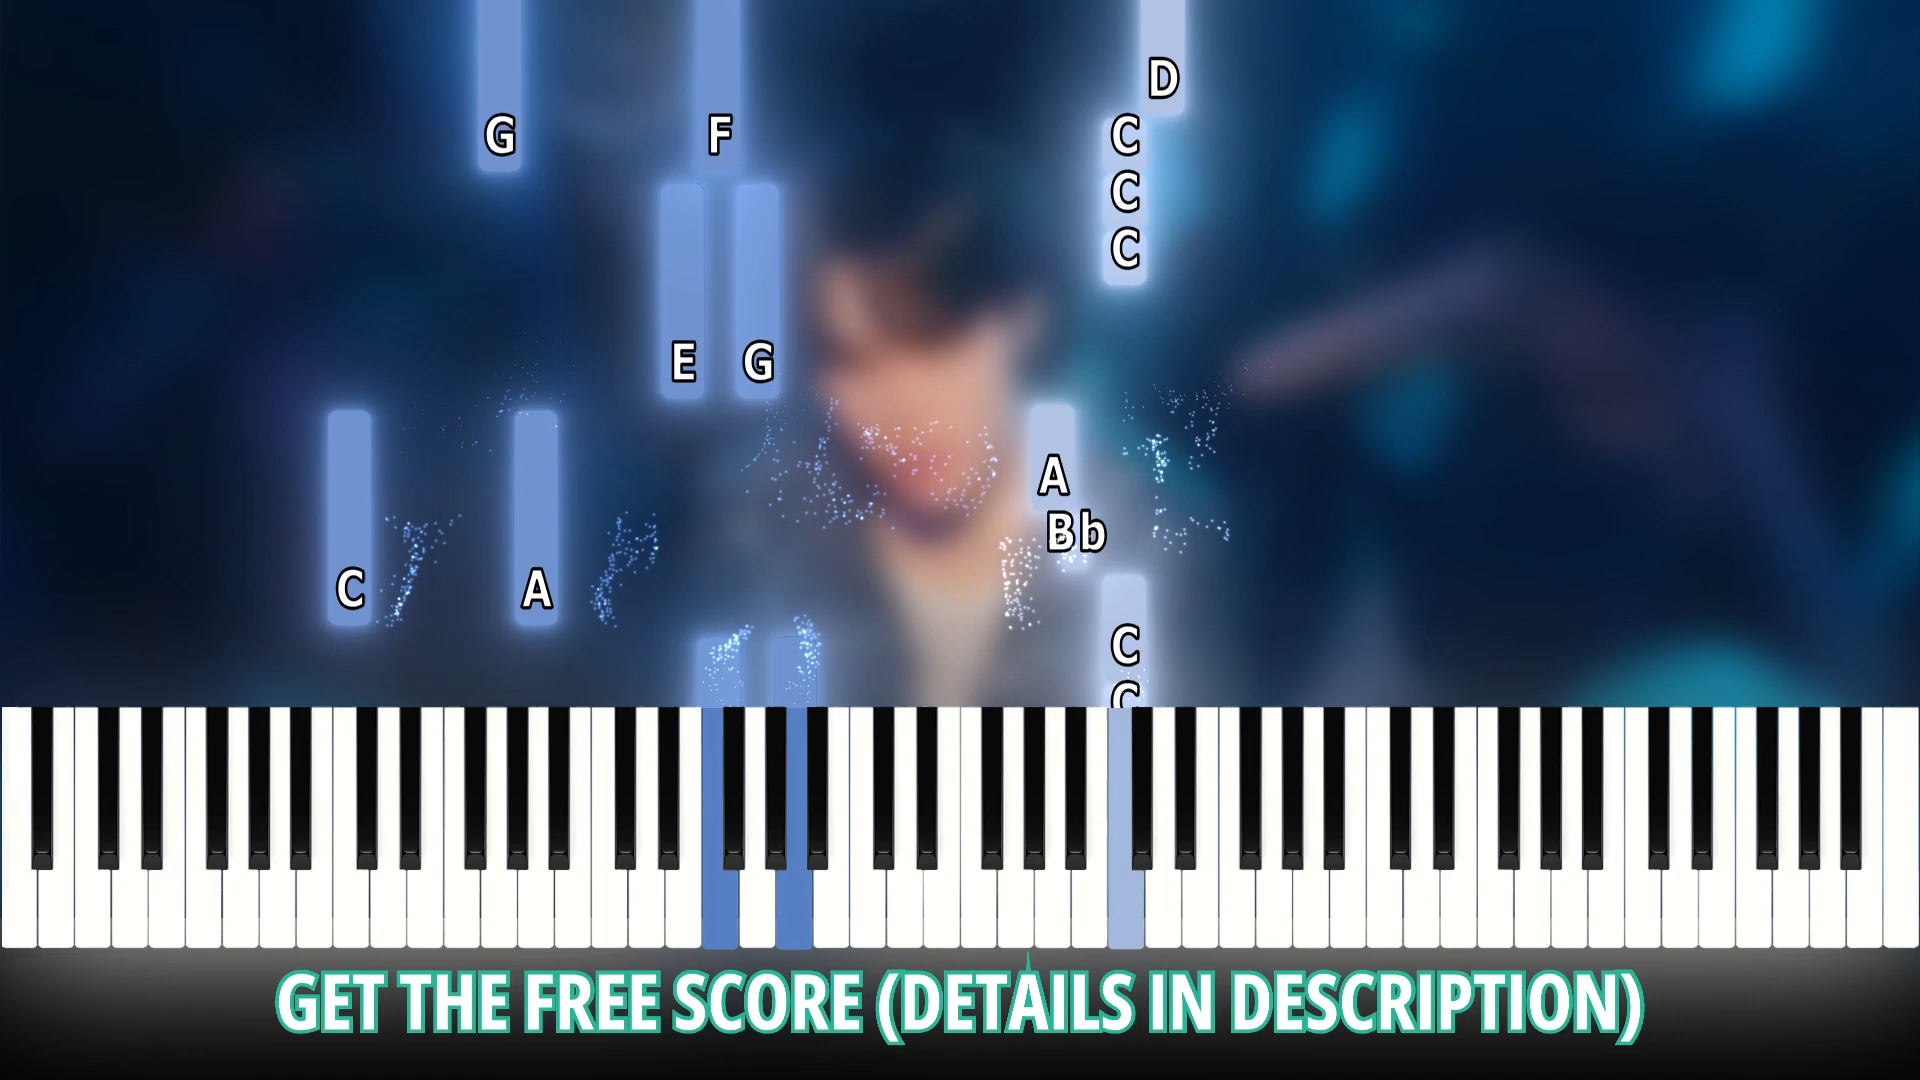 D
G F C
C
C
E G
A
Bb
C A
C
C
GET THE FREE SCORE (DETAILS IN DESCRIPTION)